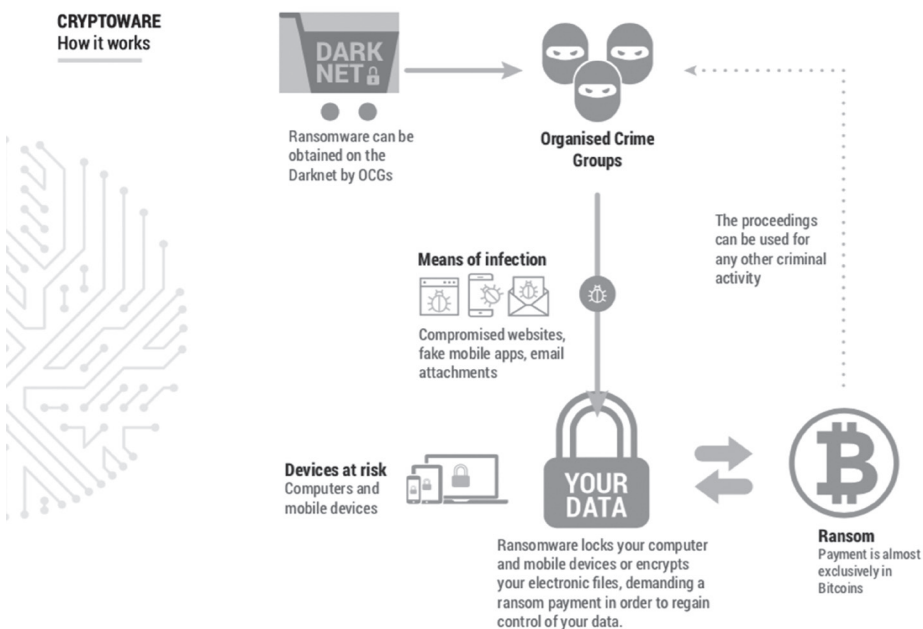 CRYPTOWARE
How it works
DARK
NET
Ransomware can be
obtained on the
Darknet by OCGs
Organised Crime
Groups
The proceedings
can be used for
any other criminal
activity
Means of infection
Compromised websites,
fake mobile apps, email
attachments
Devices at risk
Computers and
mobile devices
YOUR
DATA
Ransomware locks your computer
and mobile devices or encrypts
your electronic files, demanding a
ransom payment in order to regain
control of your data.
Ransom
Payment is almost
exclusively in
Bitcoins